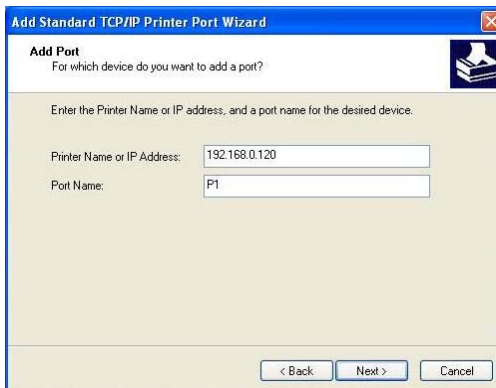 Add Standard TCP/IP Printer Port Wizard
Add Port
For which device do you want to add a port?
Enter the Printer Name or IP address, and a port name for the desired device.
Printer Name or IP Address: 192.168.0.120
Port Name: P1
< Back Next > Cancel